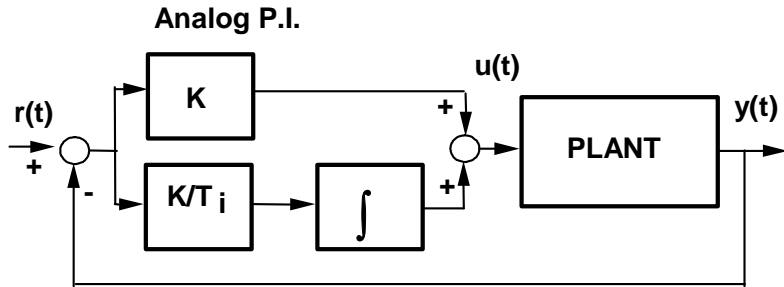 Analog P.I.
r(t)
+
-
K
K/T i
∫
+
+
u(t)
PLANT
y(t)